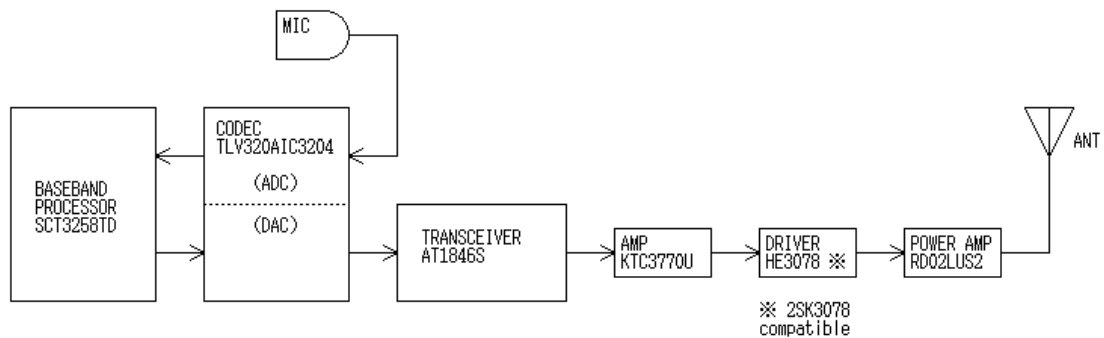 MIC
CODEC
TLV320AIC3204
(ADC)
(DAC)
BASEBAND
PROCESSOR
SCT3258TD
TRANSCEIVER
AT1846S
AMP
KTC3770U
DRIVER
HE3078 ※
POWER AMP
RD02LUS2
ANT
※ 2SK3078
compatible